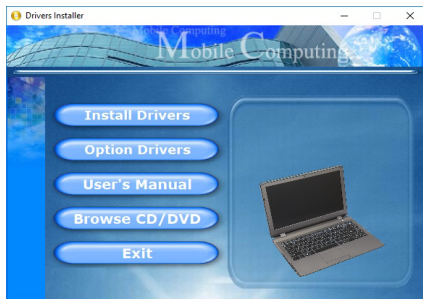 Drivers Installer
Mobile Computing
Mobile Computing
Install Drivers
Option Drivers
User's Manual
Browse CD/DVD
Exit